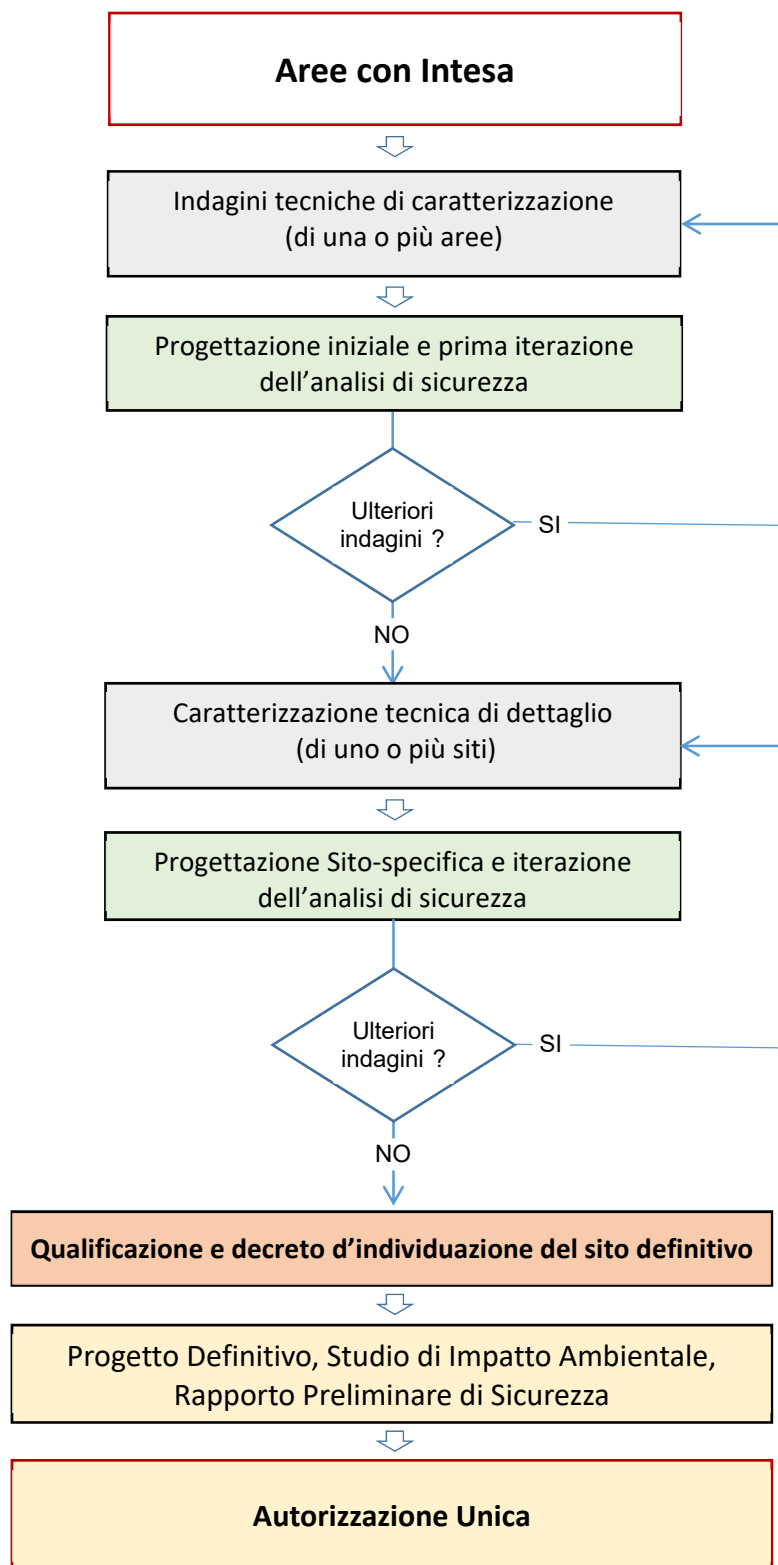 Aree con Intesa
Indagini tecniche di caratterizzazione
(di una o più aree)
Progettazione iniziale e prima iterazione
dell’analisi di sicurezza
Ulteriori
indagini ?
SI
NO
Caratterizzazione tecnica di dettaglio
(di uno o più siti)
Progettazione Sito-specifica e iterazione
dell’analisi di sicurezza
Ulteriori
indagini ?
SI
NO
Qualificazione e decreto d’individuazione del sito definitivo
Progetto Definitivo, Studio di Impatto Ambientale,
Rapporto Preliminare di Sicurezza
Autorizzazione Unica